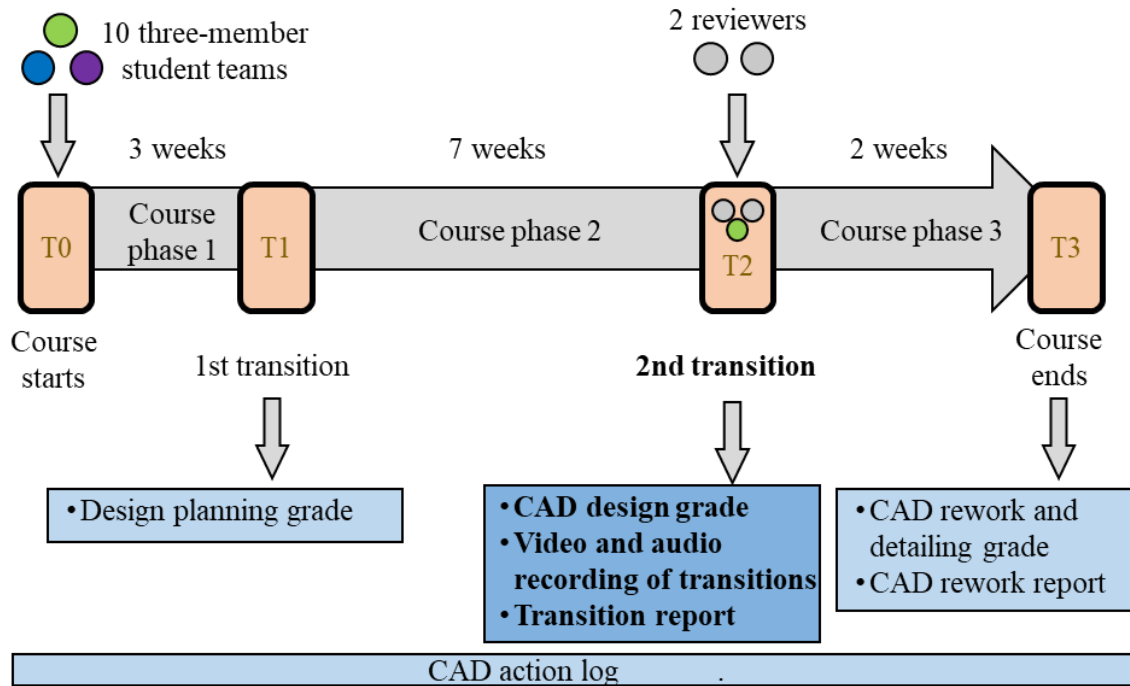 10 three-member
student teams
2 reviewers
3 weeks
7 weeks
2 weeks
T0
Course
phase 1
T1
Course phase 2
T2
Course phase 3
T3
Course
starts
1st transition
2nd transition
Course
ends
•Design planning grade
•CAD design grade
•Video and audio
recording of transitions
•Transition report
•CAD rework and
detailing grade
•CAD rework report
CAD action log .